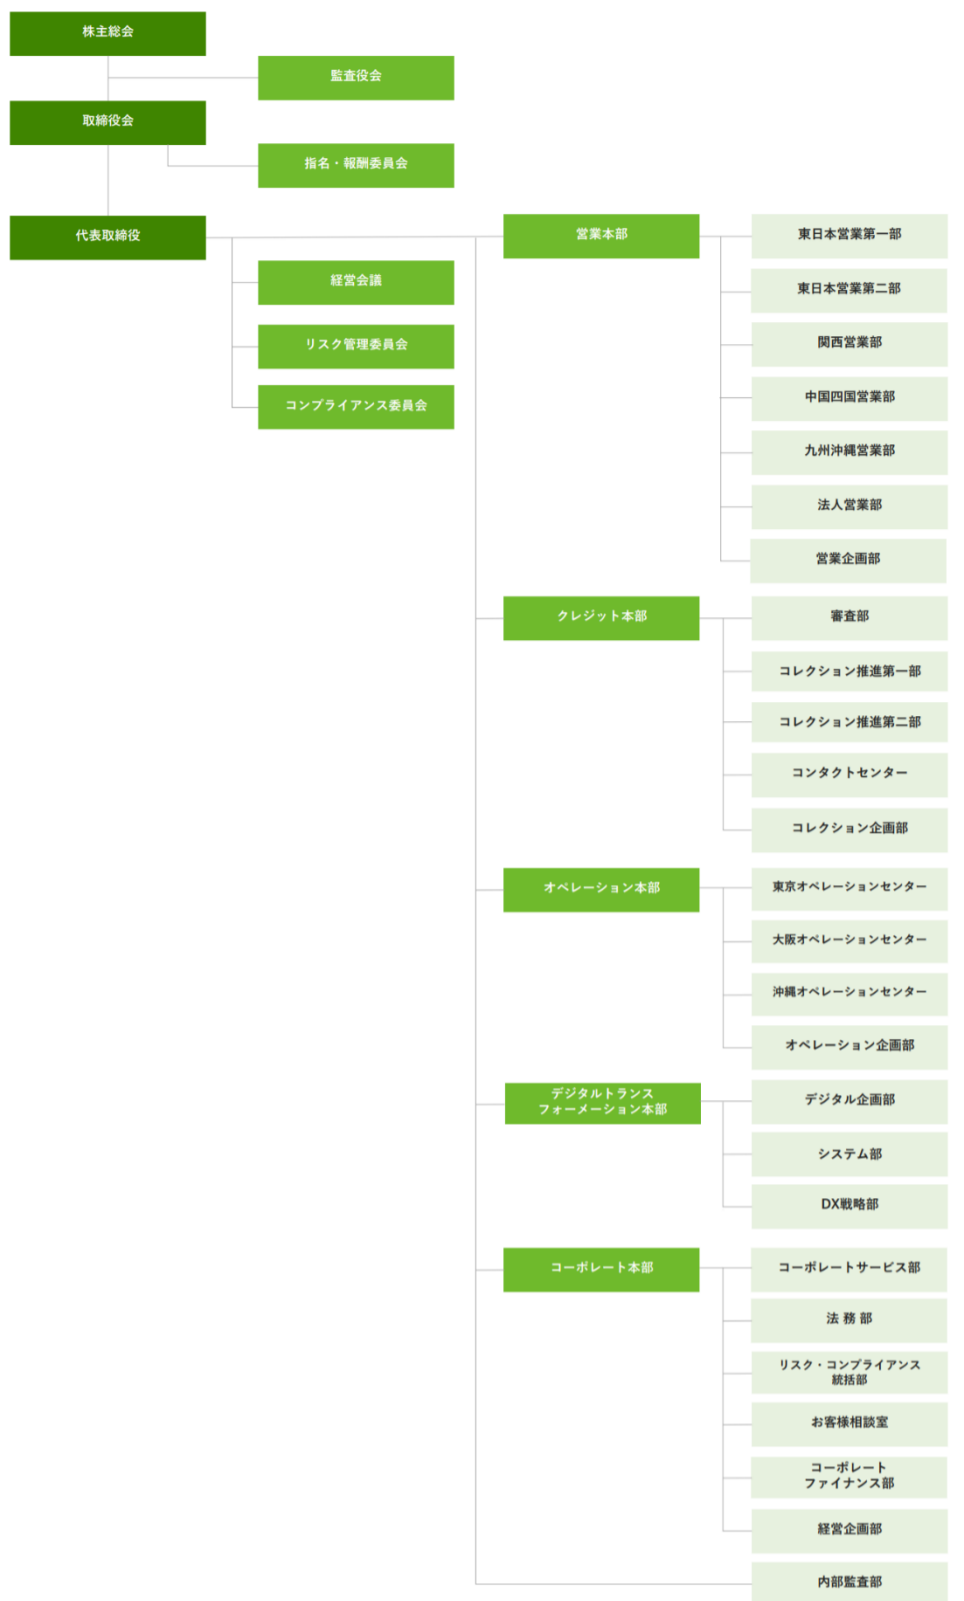 株主総会
監査役会
取締役会
指名・報酬委員会
代表取締役
経営会議
リスク管理委員会
コンプライアンス委員会
営業本部
東日本営業第一部
東日本営業第二部
関西営業部
中国四国営業部
九州沖縄営業部
法人営業部
営業企画部
クレジット本部
審査部
コレクション推進第一部
コレクション推進第二部
コンタクトセンター
コレクション企画部
オペレーション本部
東京オペレーションセンター
大阪オペレーションセンター
沖縄オペレーションセンター
オペレーション企画部
デジタルトランス
フォーメーション本部
デジタル企画部
システム部
DX戦略部
コーポレート本部
コーポレートサービス部
法 務 部
リスク・コンプライアンス
統括部
お客様相談室
コーポレート
ファイナンス部
経営企画部
内部監査部